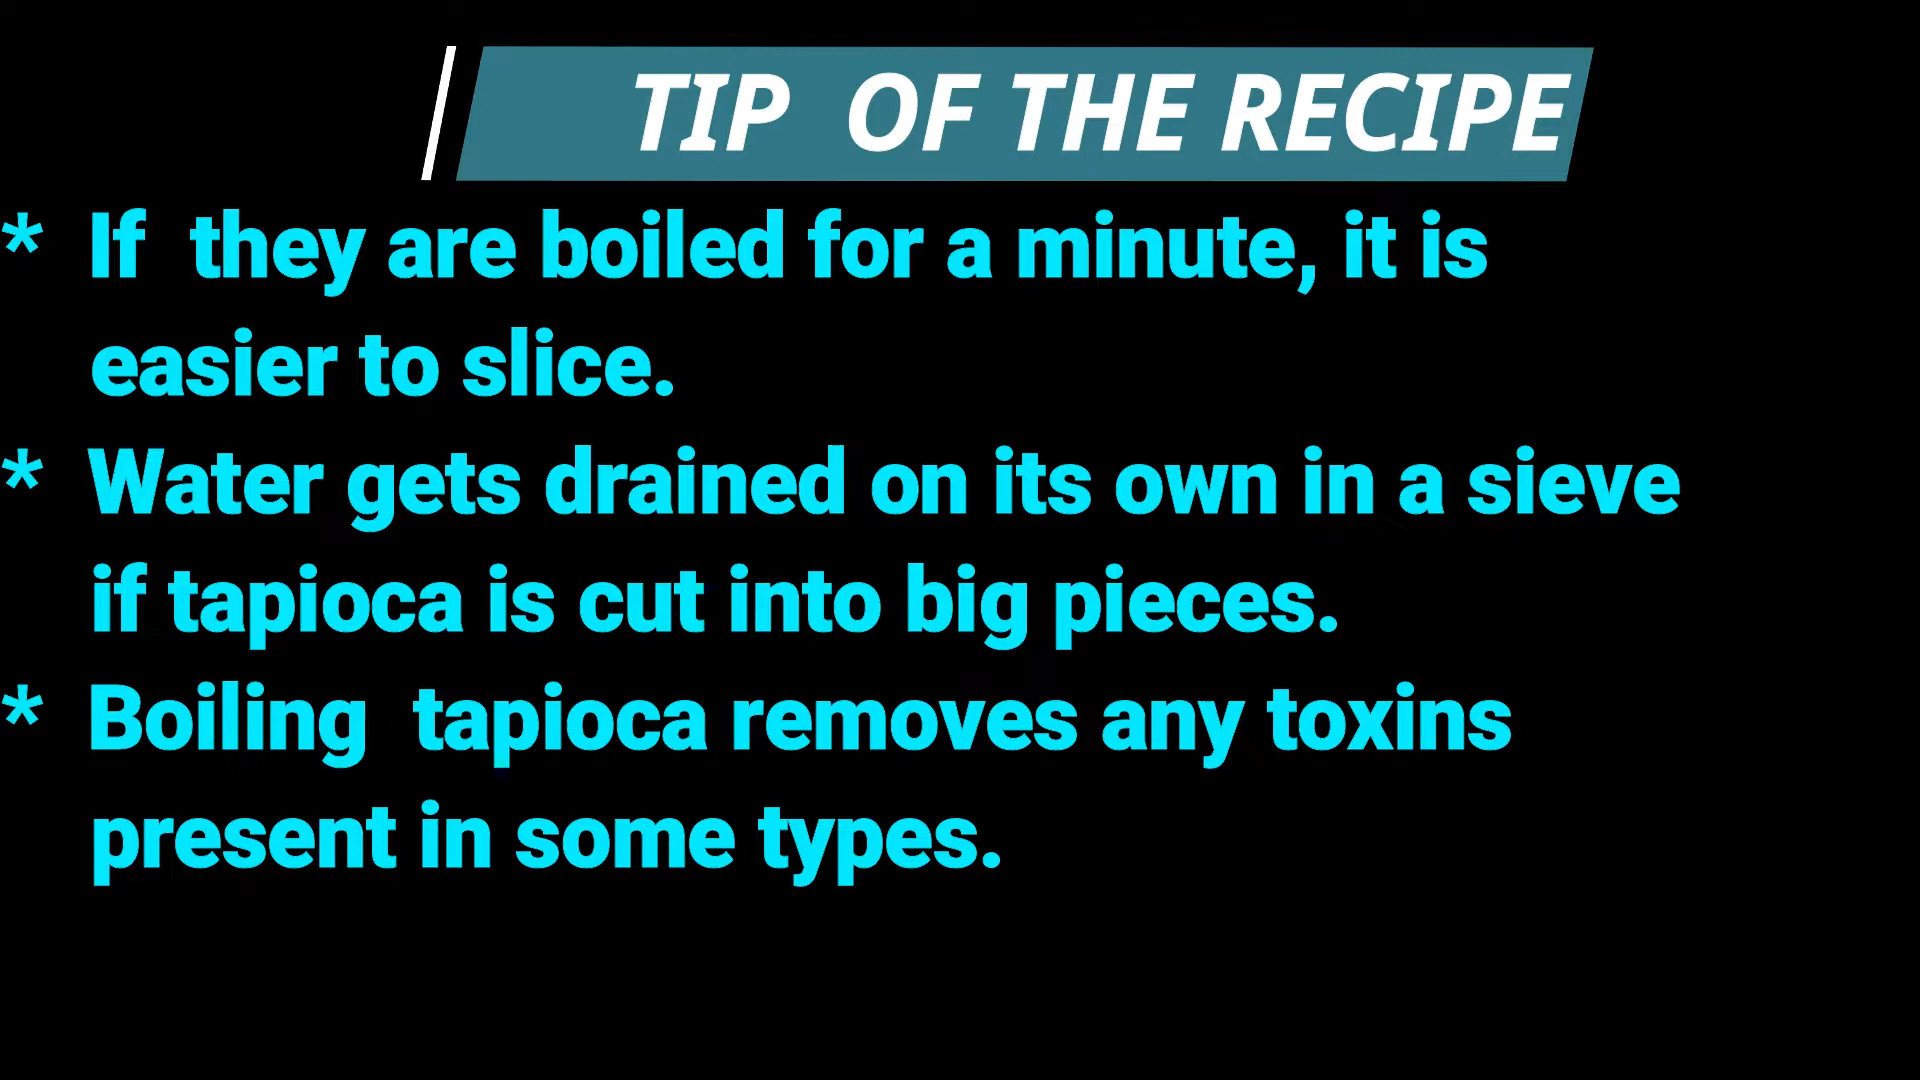 TIP OF THE RECIPE
* If they are boiled for a minute, it is
easier to slice.
* Water gets drained on its own in a sieve
if tapioca is cut into big pieces.
* Boiling tapioca removes any toxins
present in some types.